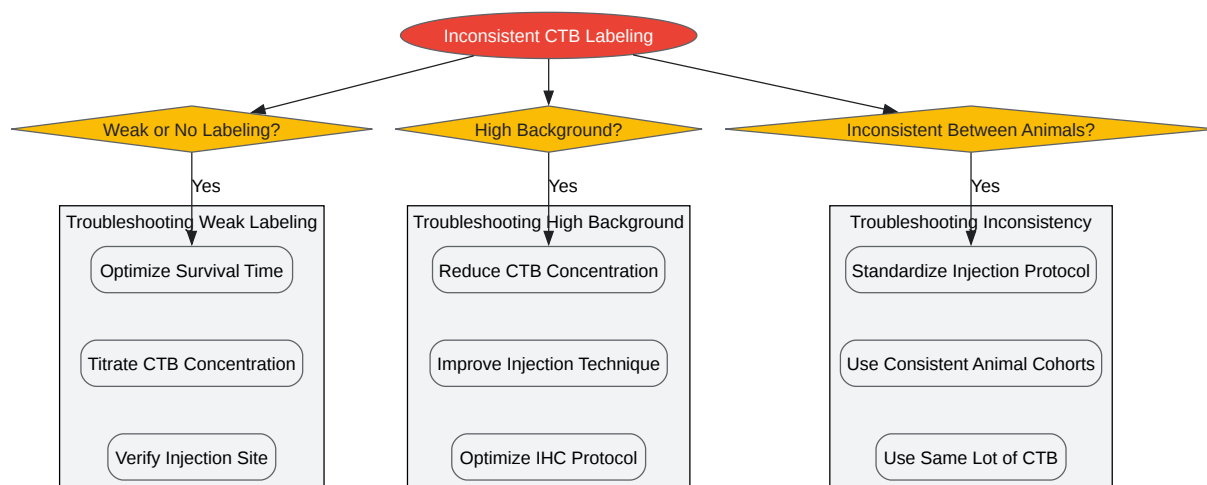 Inconsistent CTB Labeling
Weak or No Labeling?
High Background?
Inconsistent Between Animals?
Yes
Yes
Yes
Troubleshooting Weak Labeling
Troubleshooting High Background
Troubleshooting Inconsistency
Optimize Survival Time
Reduce CTB Concentration
Standardize Injection Protocol
Titrate CTB Concentration
Improve Injection Technique
Use Consistent Animal Cohorts
Verify Injection Site
Optimize IHC Protocol
Use Same Lot of CTB